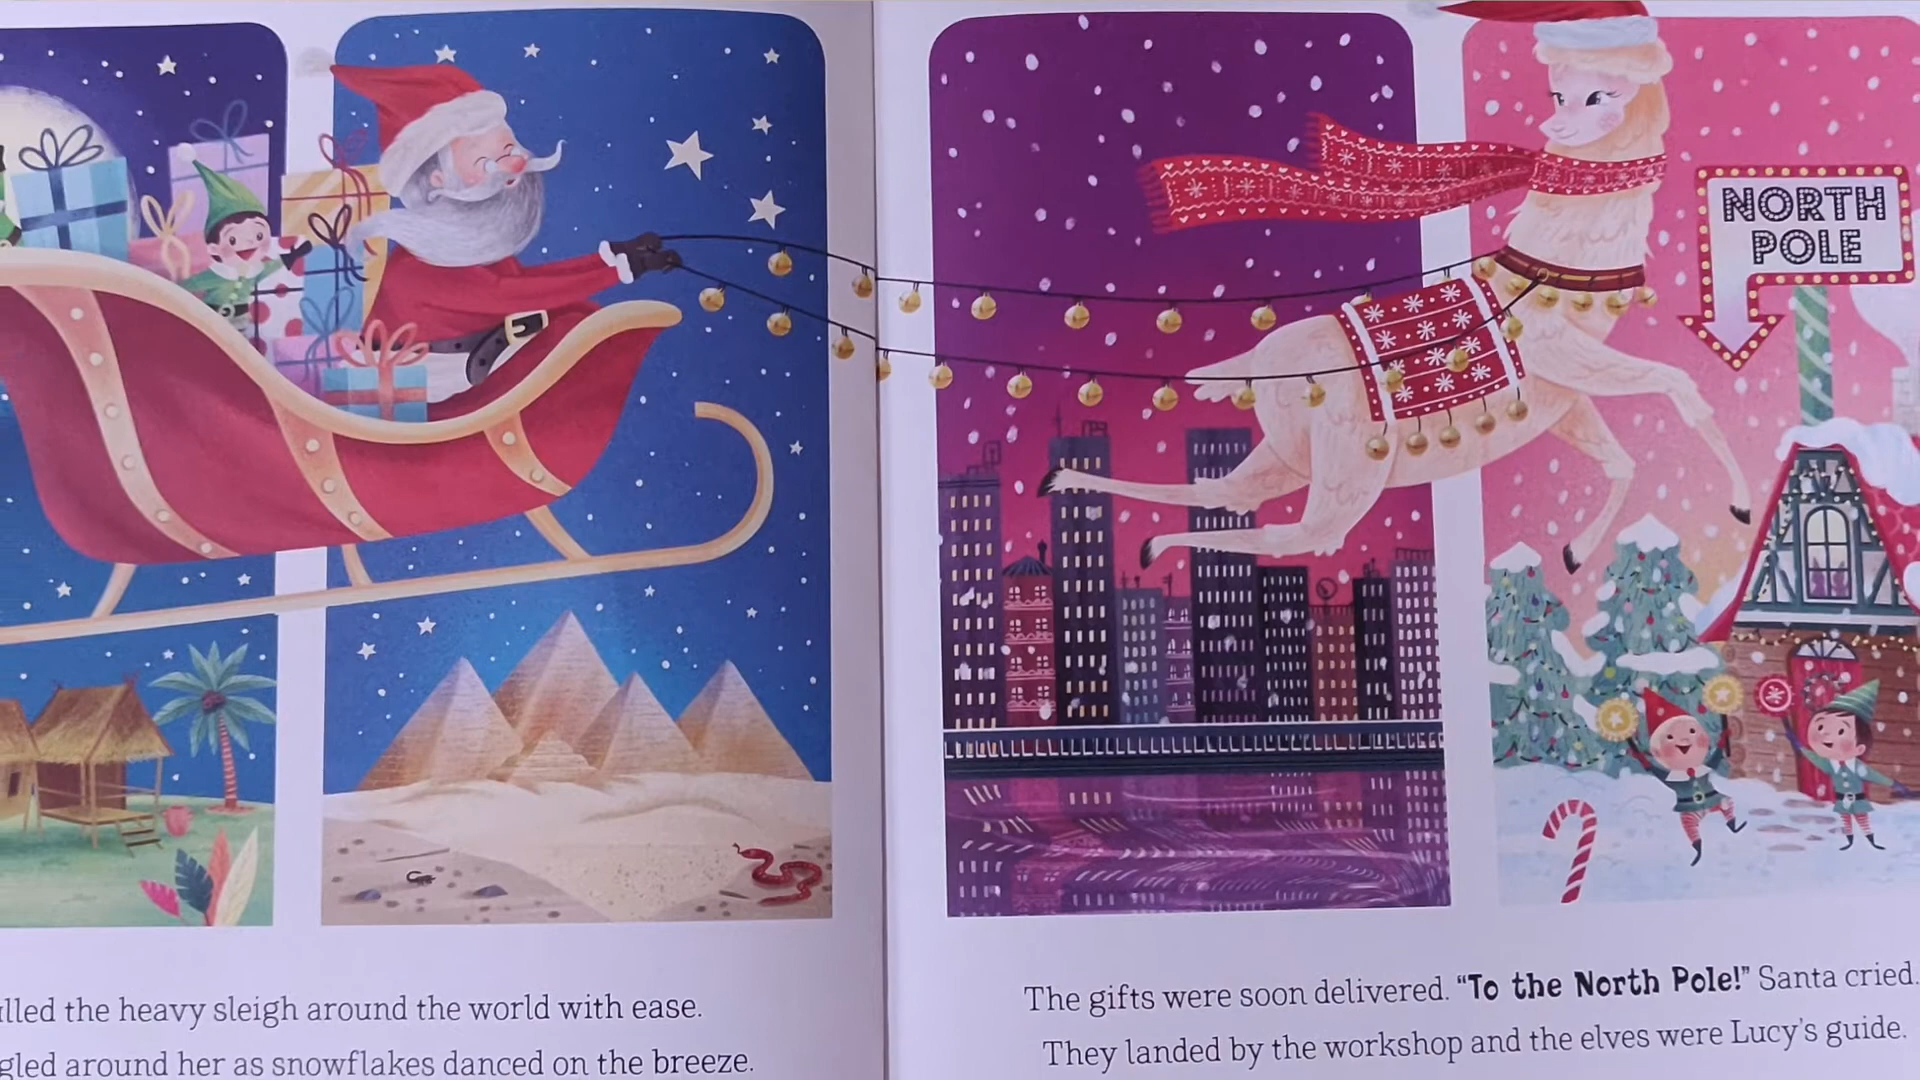 NORTH
POLE
lled the heavy sleigh around the world with ease.
gled around her as snowflakes danced on the breeze.
The gifts were soon delivered. “To the North Pole!” Santa cried.
They landed by the workshop and the elves were Lucy’s guide.